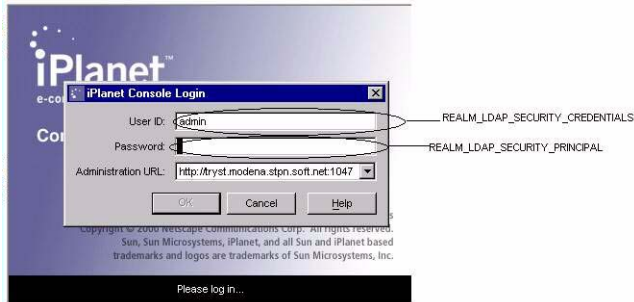 iPlanet™
e-co
Co
iPlanet Console Login
User ID: admin
REALM_LDAP_SECURITY_CREDENTIALS
Password:
REALM_LDAP_SECURITY_PRINCIPAL
Administration URL: http://tryst.modena.stpn.soft.net:1047
OK Cancel Help
Copyright © 2000 Netscape Communications Corp. All rights reserved.
Sun, Sun Microsystems, iPlanet, and all Sun and iPlanet based
trademarks and logos are trademarks of Sun Microsystems, Inc.
Please log in...